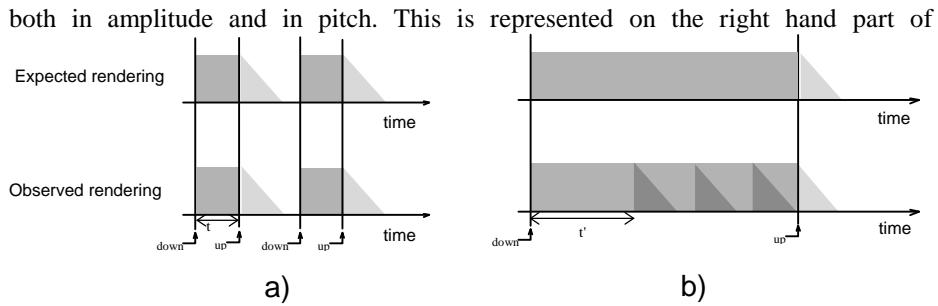 both in amplitude and in pitch. This is represented on the right hand part of
Expected rendering
time
time
Observed rendering
t
time
t'
time
down
up
down
up
down
up
a)
b)